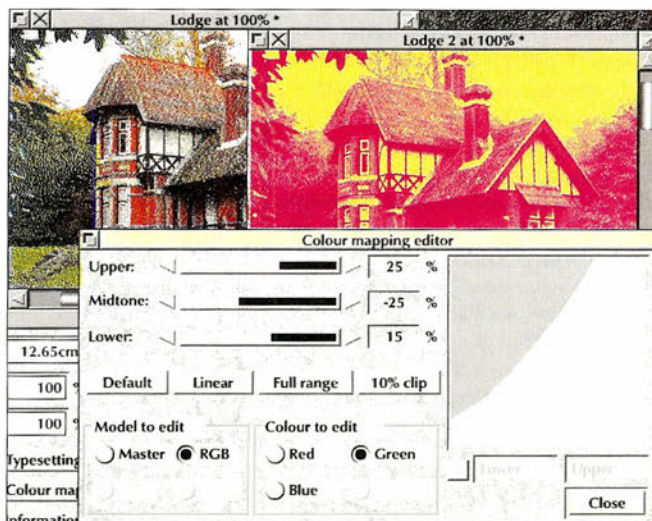 Lodge at 100% *
Lodge 2 at 100% *
Colour mapping editor
Upper: 25 %
Midtone: -25 %
Lower: 15 %
Default Linear Full range 10% clip
Model to edit
Master RGB
Colour to edit
Red Green
Blue
Lower Upper
Close
12.65cm
100 %
100 %
Typesetting
Colour map
Information